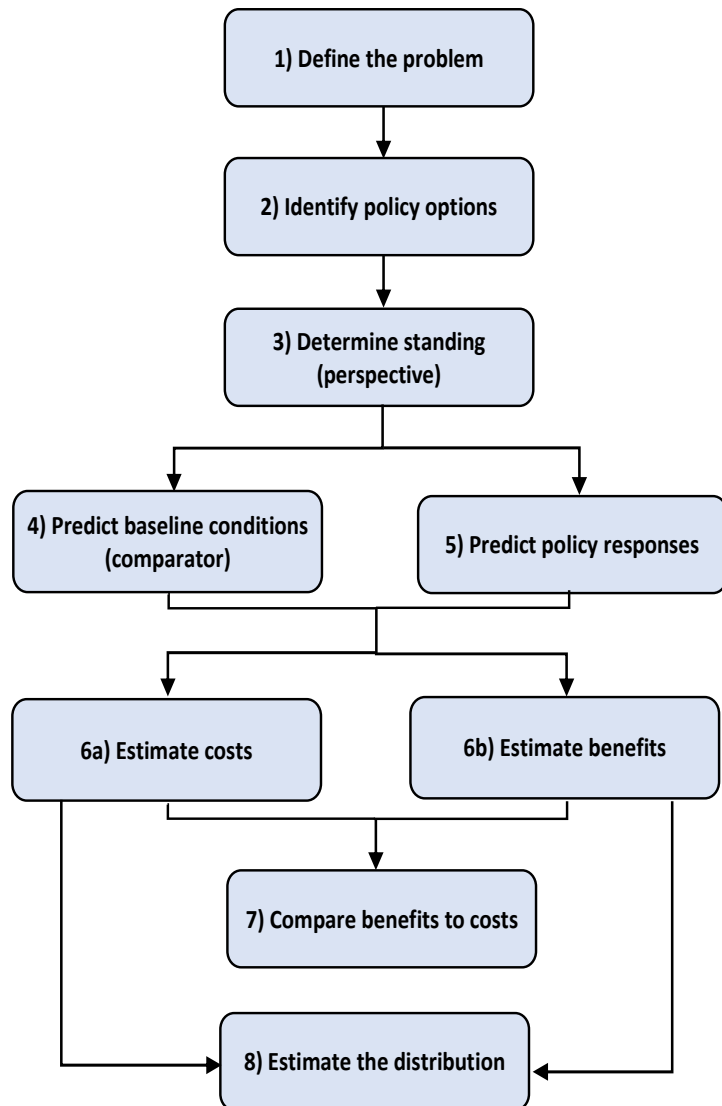 1) Define the problem
2) Identify policy options
3) Determine standing
(perspective)
4) Predict baseline conditions
(comparator)
5) Predict policy responses
6a) Estimate costs
6b) Estimate benefits
7) Compare benefits to costs
8) Estimate the distribution